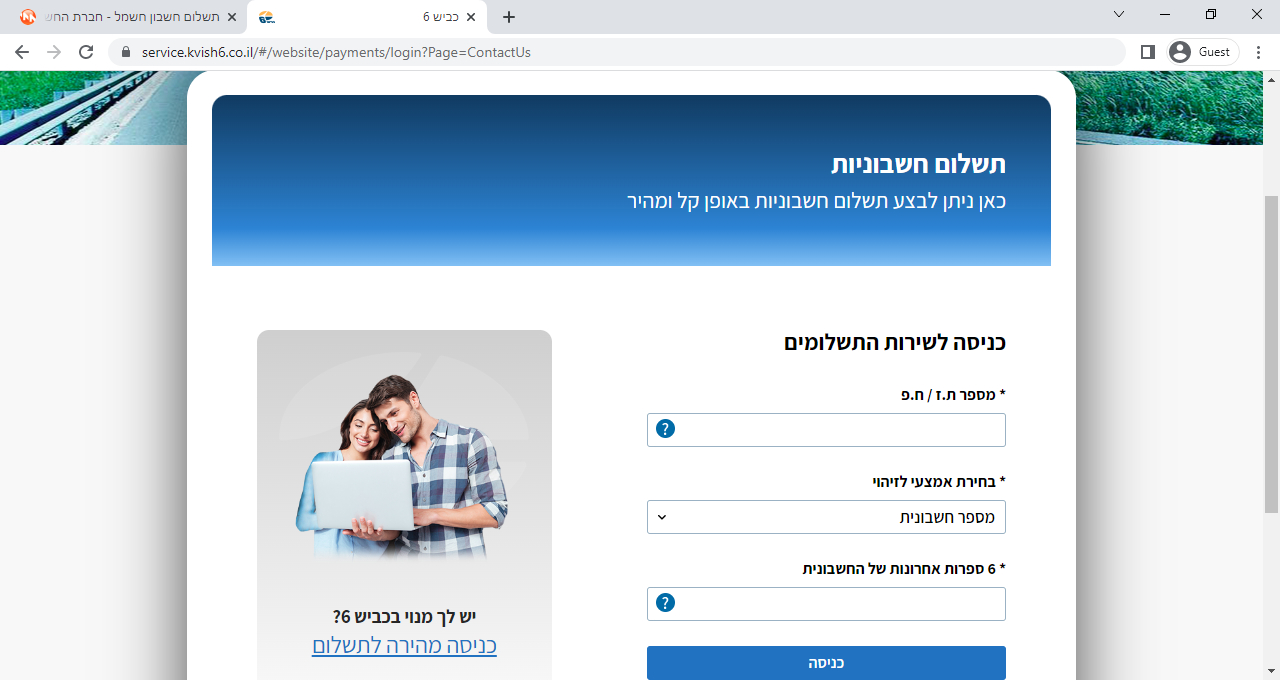 תשלום חשבון חשמל - חברת החש
כביש 6
service.kvish6.co.il/#/website/payments/login?Page=ContactUs
Guest
תשלום חשבוניות
כאן ניתן לבצע תשלום חשבוניות באופן קל ומהיר
כניסה לשירות התשלומים
* מספר ת.ז / ח.פ
?
* בחירת אמצעי לזיהוי
מספר חשבונית
* 6 ספרות אחרונות של החשבונית
?
כניסה
יש לך מנוי בכביש 6?
כניסה מהירה לתשלום